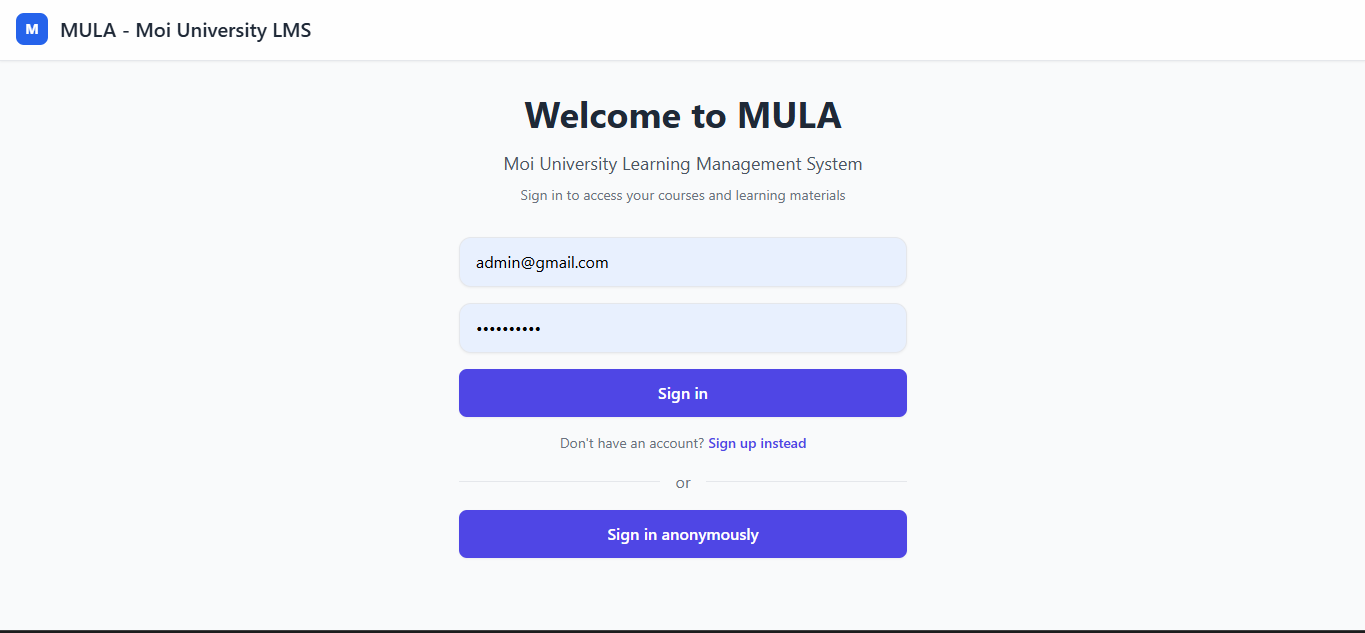 M MULA - Moi University LMS
Welcome to MULA
Moi University Learning Management System
Sign in to access your courses and learning materials
admin@gmail.com
••••••••••
Sign in
Don't have an account? Sign up instead
or
Sign in anonymously